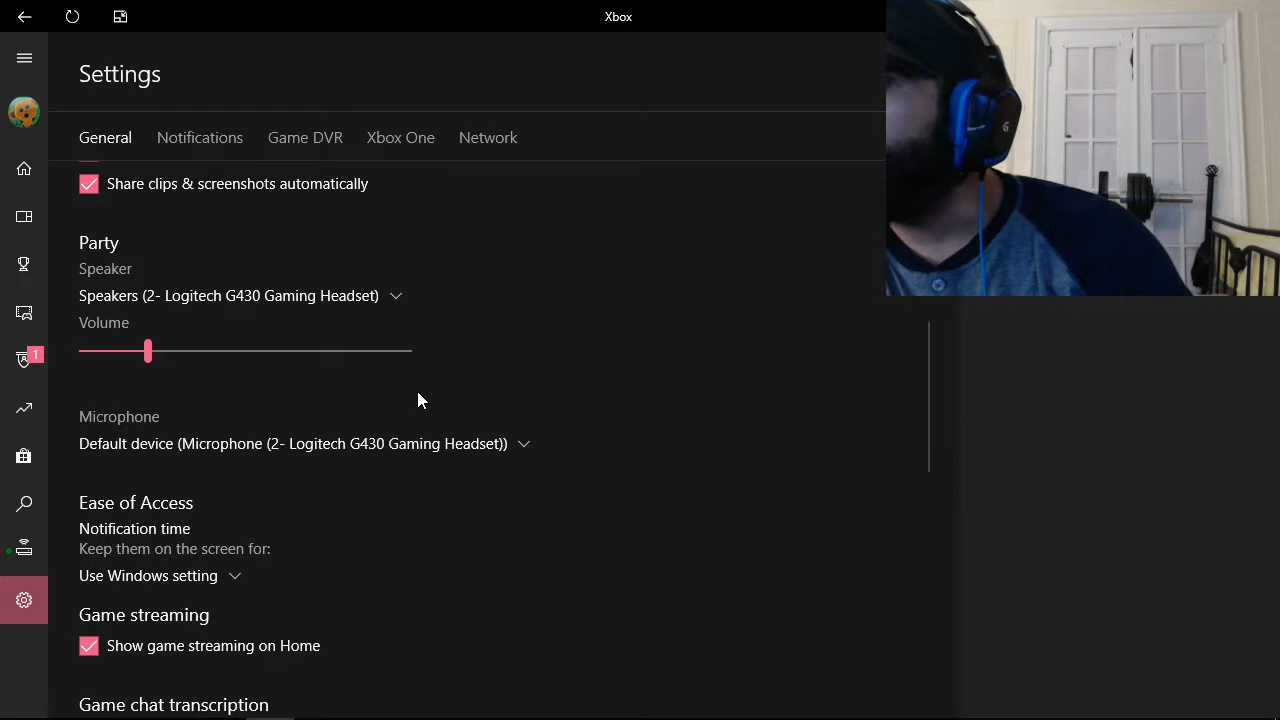 Xbox
Settings
General Notifications Game DVR Xbox One Network
Share clips & screenshots automatically
Party
Speaker
Speakers (2- Logitech G430 Gaming Headset)
Volume
Microphone
Default device (Microphone (2- Logitech G430 Gaming Headset))
1
Ease of Access
Notification time
Keep them on the screen for:
Use Windows setting
Game streaming
Show game streaming on Home
Game chat transcription
G